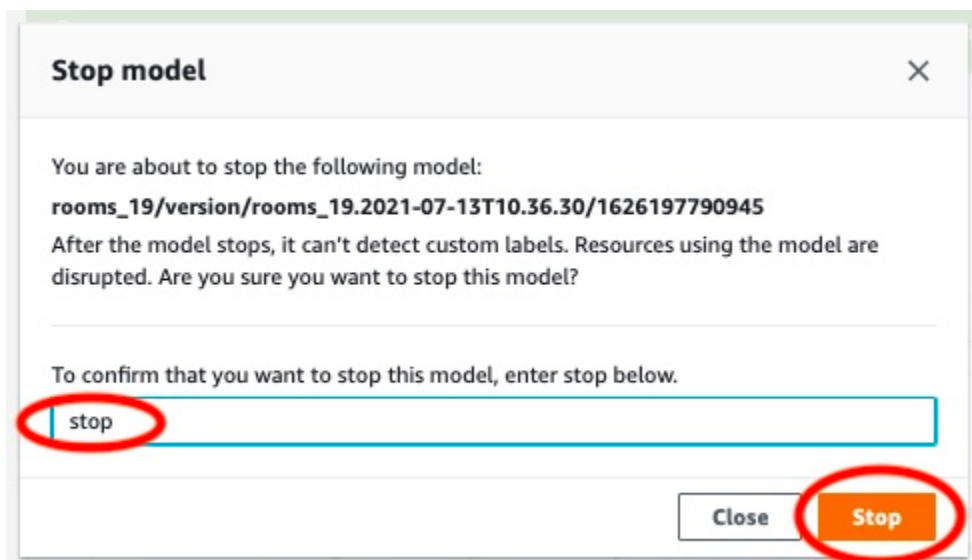 Stop model
You are about to stop the following model:
rooms_19/version/rooms_19.2021-07-13T10.36.30/1626197790945
After the model stops, it can't detect custom labels. Resources using the model are
disrupted. Are you sure you want to stop this model?
To confirm that you want to stop this model, enter stop below.
stop
Close Stop